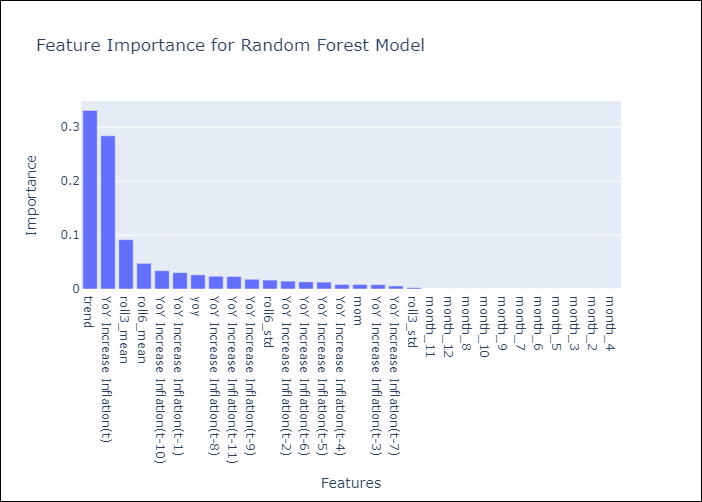 Feature Importance for Random Forest Model
Importance
0.3
0.2
0.1
0
trend
YoY Increase Inflation(t)
roll3_mean
roll6_mean
YoY Increase Inflation(t-10)
YoY Increase Inflation(t-1)
yoy
YoY Increase Inflation(t-8)
YoY Increase Inflation(t-11)
YoY Increase Inflation(t-9)
roll6_std
YoY Increase Inflation(t-2)
YoY Increase Inflation(t-6)
YoY Increase Inflation(t-5)
YoY Increase Inflation(t-4)
mom
YoY Increase Inflation(t-3)
YoY Increase Inflation(t-7)
roll3_std
month_11
month_12
month_8
month_10
month_9
month_7
month_6
month_5
month_3
month_2
month_4
Features